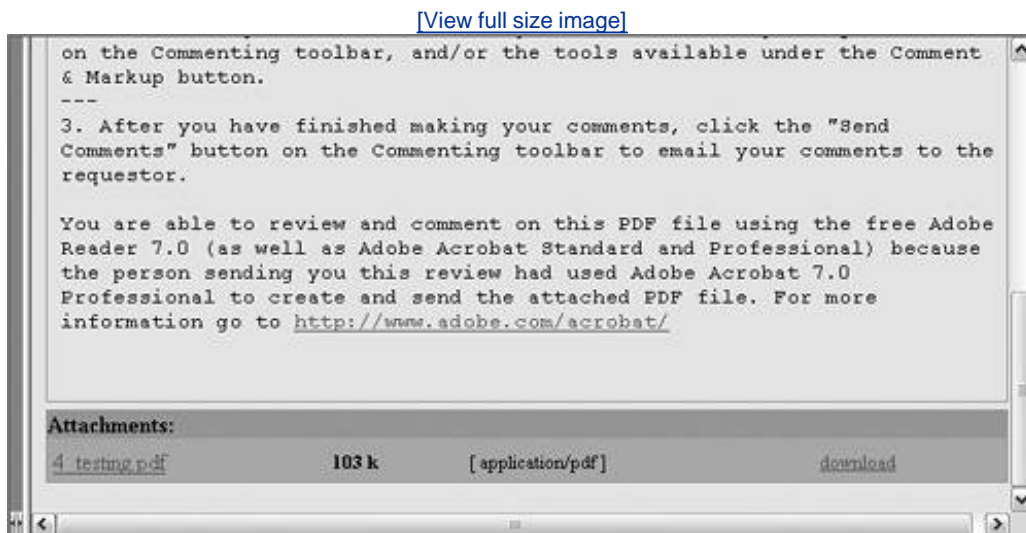 [View full size image]
on the Commenting toolbar, and/or the tools available under the Comment
& Markup button.
---
3. After you have finished making your comments, click the "Send
Comments" button on the Commenting toolbar to email your comments to the
requestor.
You are able to review and comment on this PDF file using the free Adobe
Reader 7.0 (as well as Adobe Acrobat Standard and Professional) because
the person sending you this review had used Adobe Acrobat 7.0
Professional to create and send the attached PDF file. For more
information go to http://www.adobe.com/acrobat/
Attachments:
4_testing.pdf 103 k [ application/pdf ] download